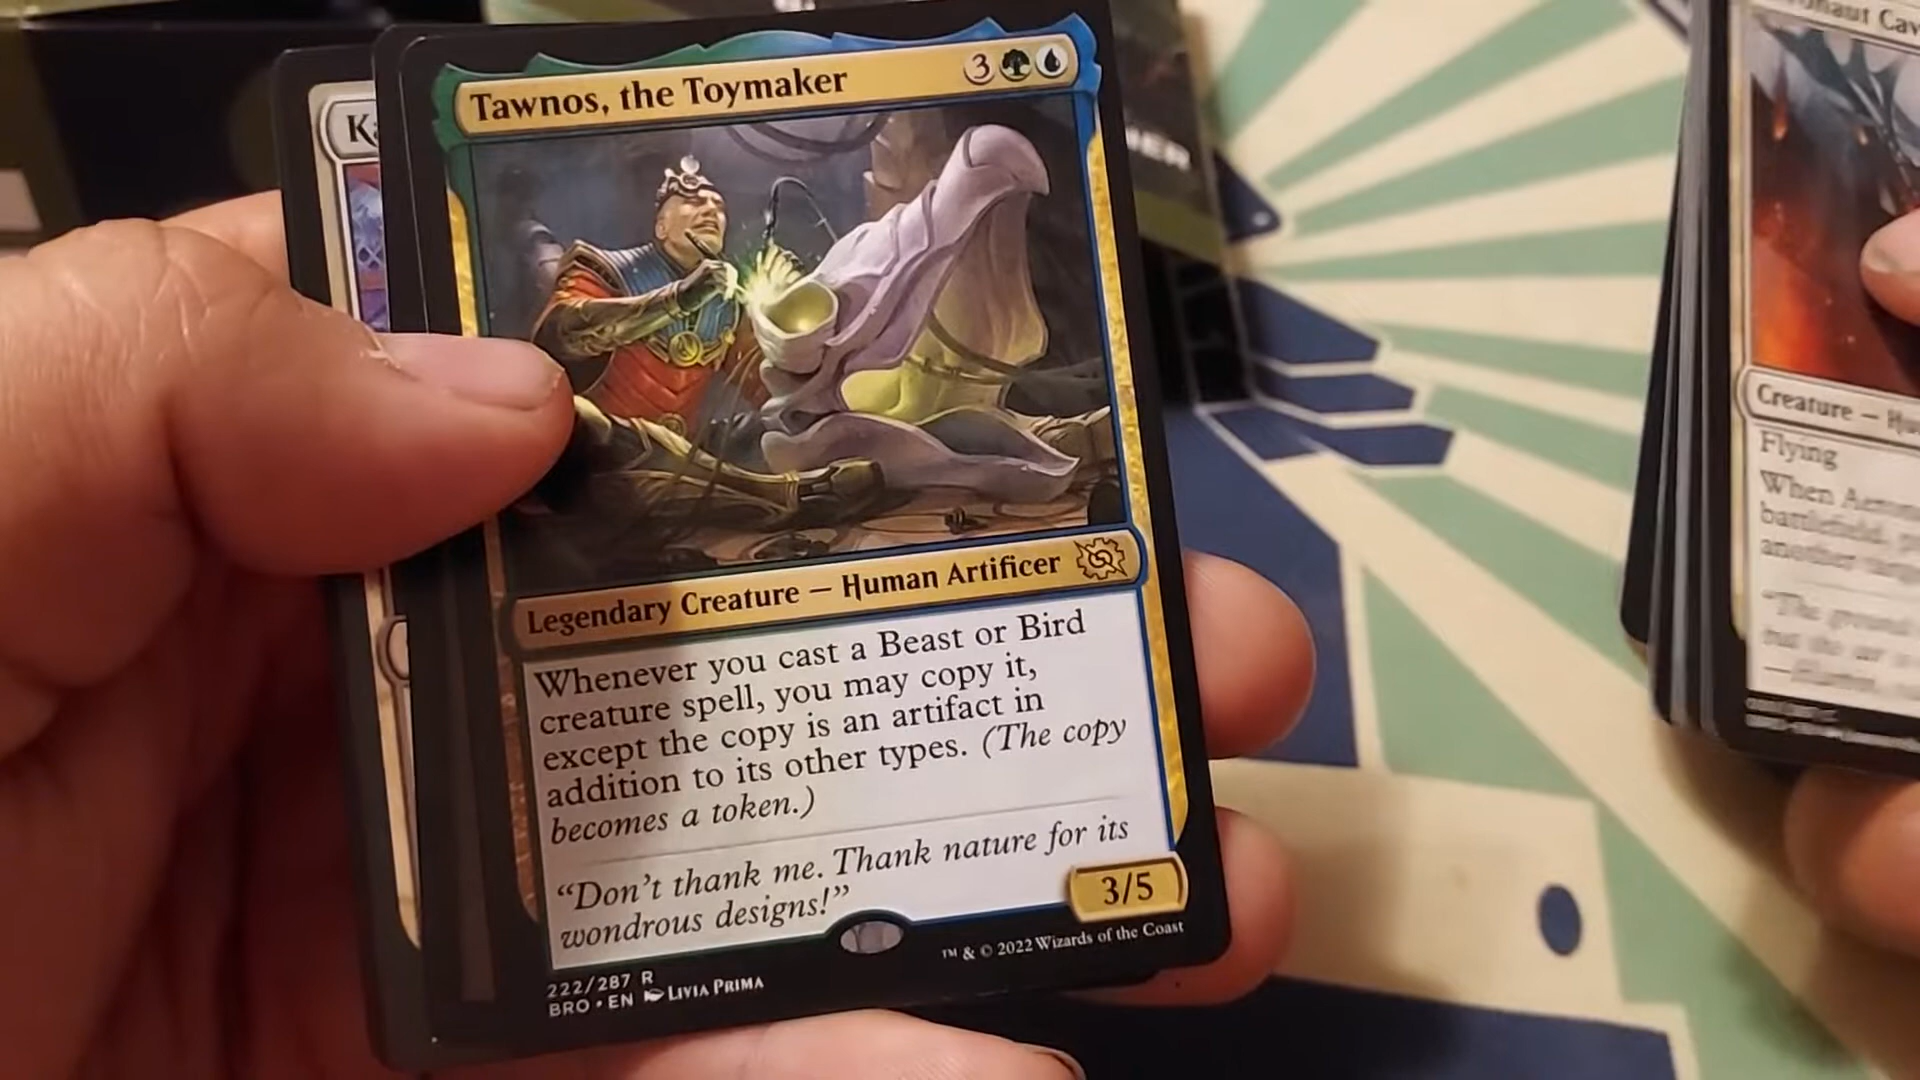 Tawnos, the Toymaker
3
Legendary Creature — Human Artificer
Whenever you cast a Beast or Bird
creature spell, you may copy it,
except the copy is an artifact in
addition to its other types. (The copy
becomes a token.)
“Don’t thank me. Thank nature for its
wondrous designs!”
3/5
222/287 R
BRO • EN LIVIA PRIMA
™ & © 2022 Wizards of the Coast
Creature —
Flying
When
battlefield,
another
“The ground